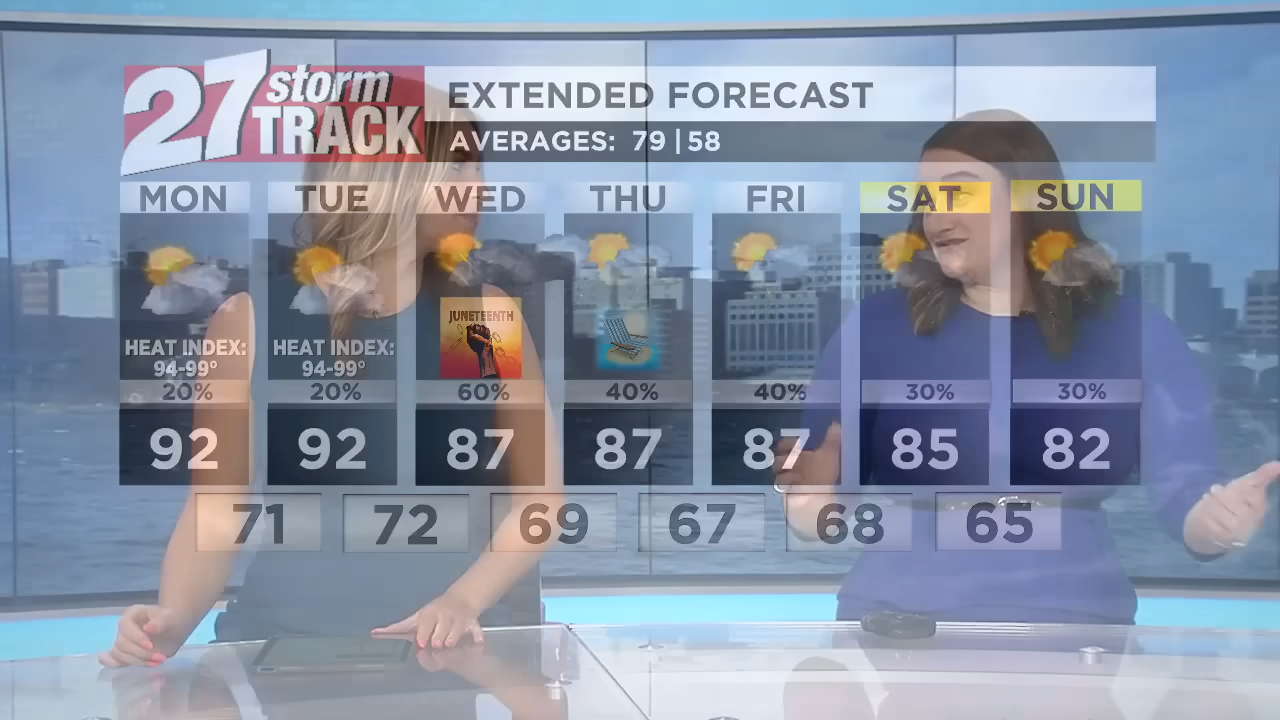 27 storm TRACK
EXTENDED FORECAST
AVERAGES: 79 | 58
MON TUE WED THU FRI SAT SUN
JUNETEENTH
HEAT INDEX: HEAT INDEX:
94-99° 94-99°
20% 20% 60% 40% 40% 30% 30%
92 92 87 87 87 85 82
71 72 69 67 68 65